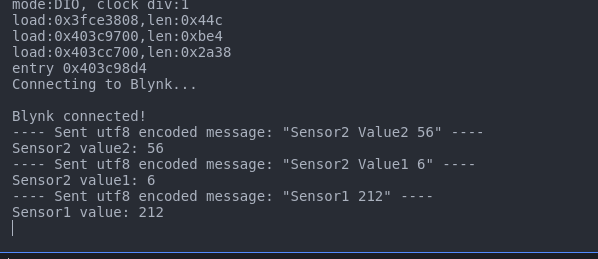 mode:DIO, clock div:1
load:0x3fce3808,len:0x44c
load:0x403c9700,len:0xbe4
load:0x403cc700,len:0x2a38
entry 0x403c98d4
Connecting to Blynk...
Blynk connected!
---- Sent utf8 encoded message: "Sensor2 Value2 56" ----
Sensor2 value2: 56
---- Sent utf8 encoded message: "Sensor2 Value1 6" ----
Sensor2 value1: 6
---- Sent utf8 encoded message: "Sensor1 212" ----
Sensor1 value: 212